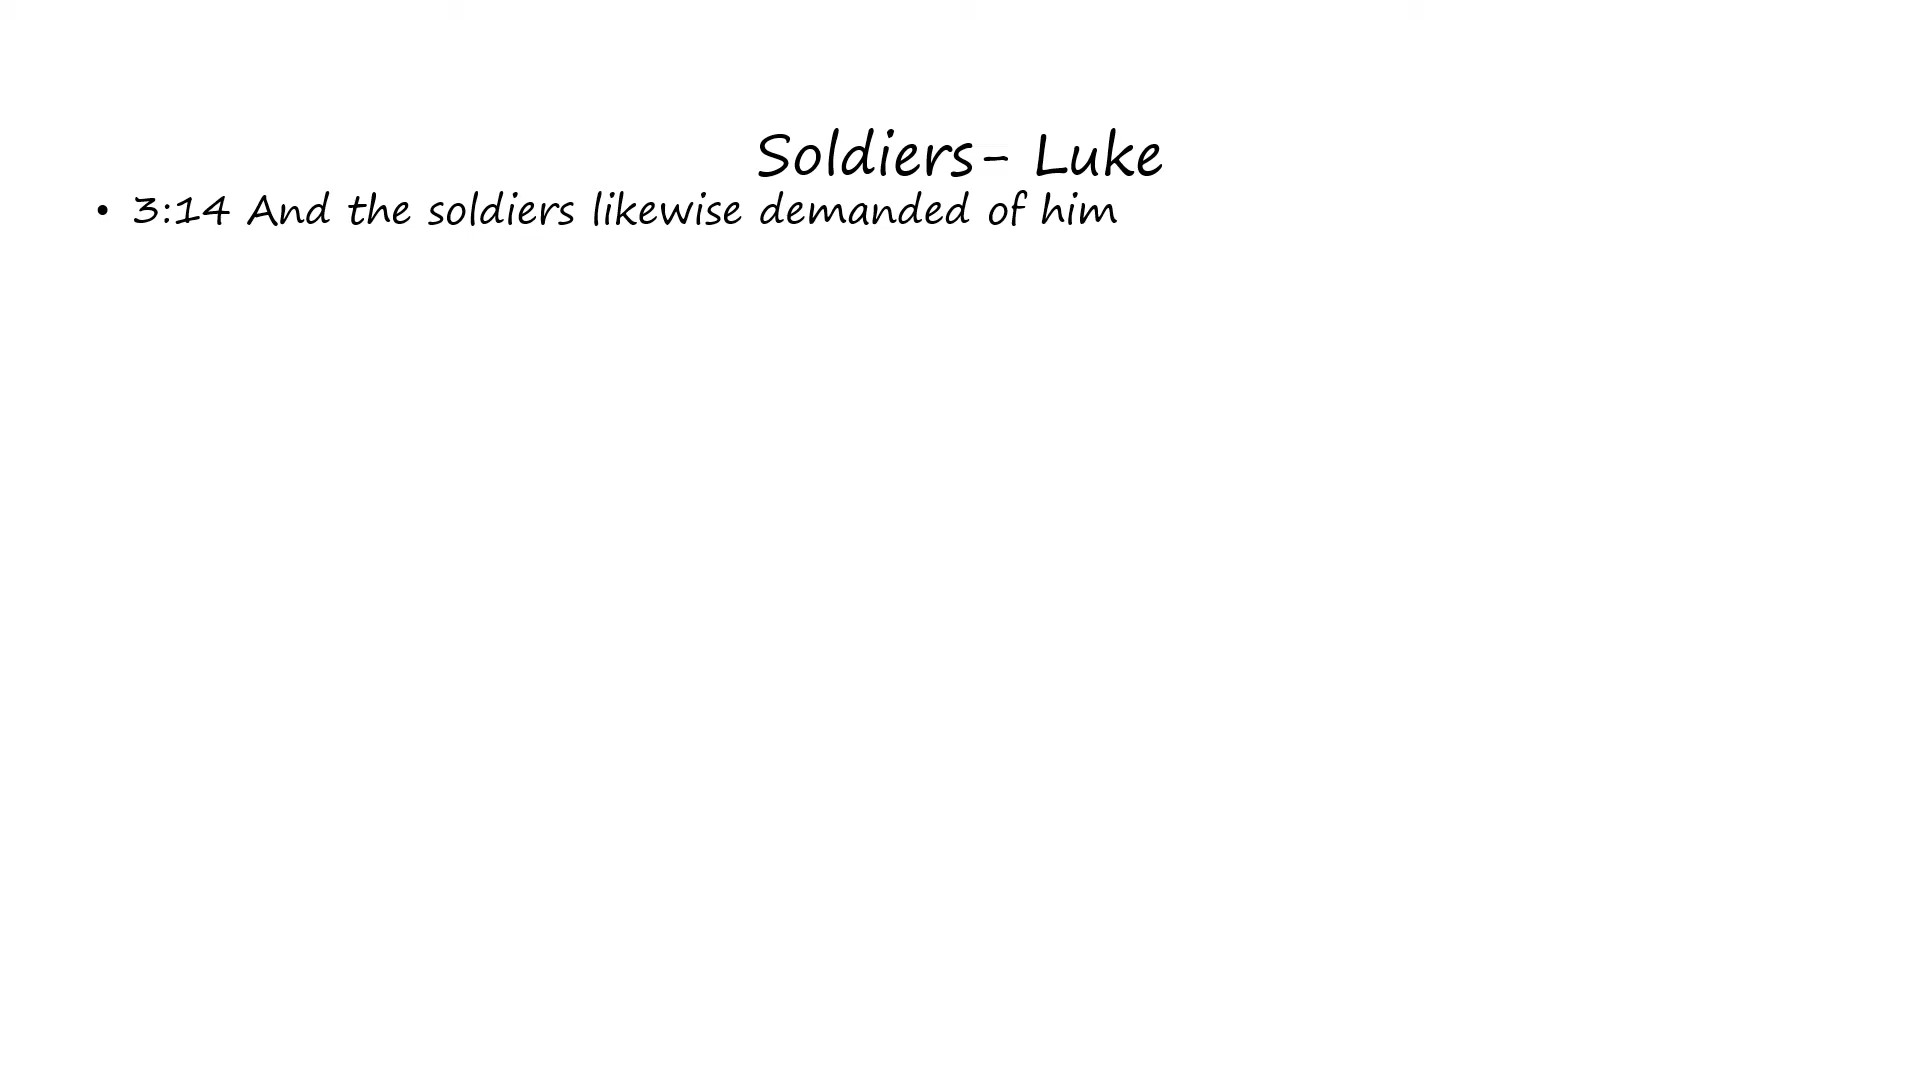 Soldiers- Luke
• 3:14 And the soldiers likewise demanded of him